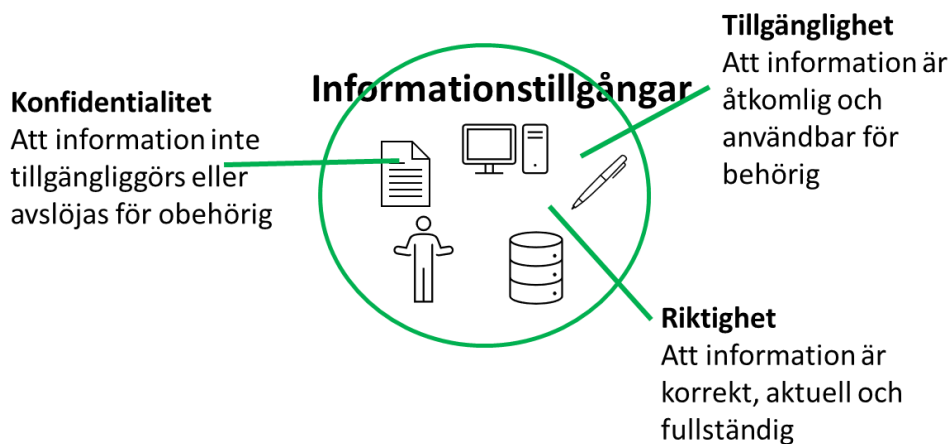 Informationstillgångar
Konfidentialitet
Att information inte
tillgängliggörs eller
avslöjas för obehörig
Tillgänglighet
Att information är
åtkomlig och
användbar för
behörig
Riktighet
Att information är
korrekt, aktuell och
fullständig